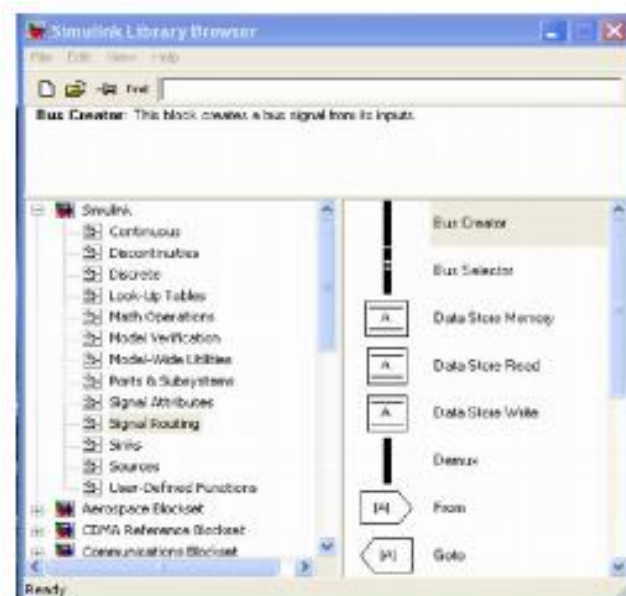 Simulink Library Browser
File Edit View Help
Find
Bus Creator: This block creates a bus signal from its inputs.
Simulink
Continuous
Discontinuities
Discrete
Look-Up Tables
Math Operations
Model Verification
Model-Wide Utilities
Ports & Subsystems
Signal Attributes
Signal Routing
Sinks
Sources
User-Defined Functions
Aerospace Blockset
CDMA Reference Blockset
Communications Blockset
Bus Creator
Bus Selector
A
Data Store Memory
A
Data Store Read
A
Data Store Write
Demux
[A]
From
[A]
Goto
Ready